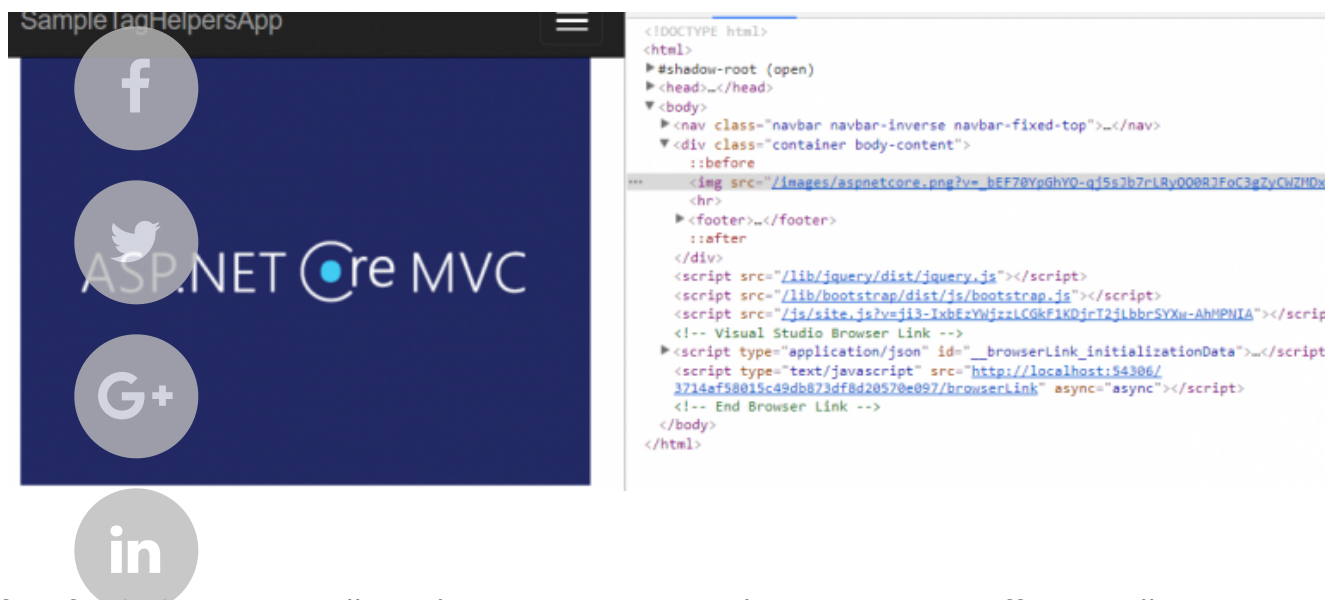 SampleTagHelpersApp
f
ASP.NET Core MVC
G+
in
<!DOCTYPE html>
<html>
#shadow-root (open)
<head>…</head>
<body>
<nav class="navbar navbar-inverse navbar-fixed-top">…</nav>
<div class="container body-content">
::before
<img src="/images/aspnetcore.png?v=_bEF70YpGhYO-qj5sJb7rLRyOO0RJFoC3gZyCWZMDx
<hr>
<footer>…</footer>
::after
</div>
<script src="/lib/jquery/dist/jquery.js"></script>
<script src="/lib/bootstrap/dist/js/bootstrap.js"></script>
<script src="/js/site.js?v=ji3-IxbEzYWjzzLCGkF1KDjrT2jLbbrSYXw-AhMPNIA"></scrip
<!-- Visual Studio Browser Link -->
<script type="application/json" id="__browserLink_initializationData">…</script
<script type="text/javascript" src="http://localhost:54306/
3714af58015c49db873df8d20570e097/browserLink" async="async"></script>
<!-- End Browser Link -->
</body>
</html>